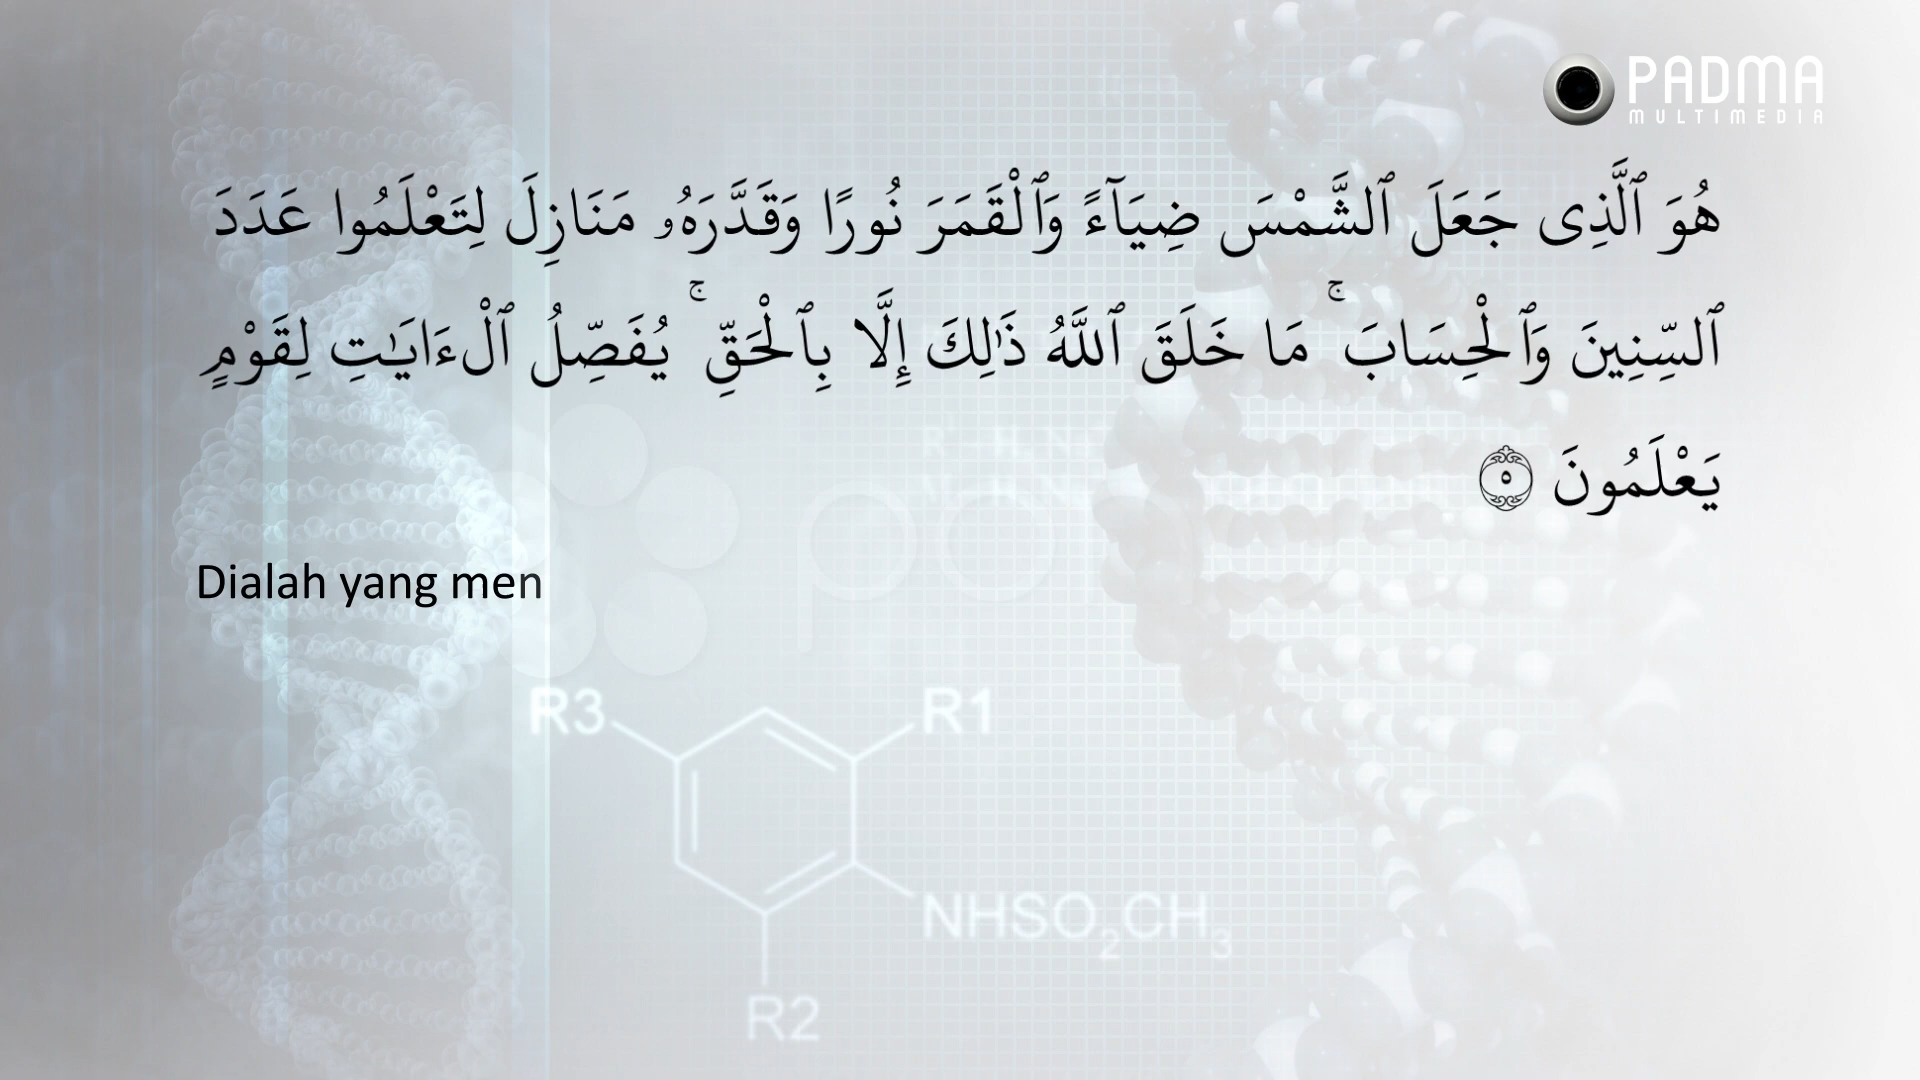 PADMA
MULTIMEDIA
هُوَ ٱلَّذِى جَعَلَ ٱلشَّمْسَ ضِيَآءً وَٱلْقَمَرَ نُورًا وَقَدَّرَهُۥ مَنَازِلَ لِتَعْلَمُوا عَدَدَ
ٱلسِّنِينَ وَٱلْحِسَابَ ۚ مَا خَلَقَ ٱللَّهُ ذَٰلِكَ إِلَّا بِٱلْحَقِّ ۚ يُفَصِّلُ ٱلْءَايَـٰتِ لِقَوْمٍ
يَعْلَمُونَ ٥
Dialah yang men
R3
R1
NHSO₂CH₃
R2